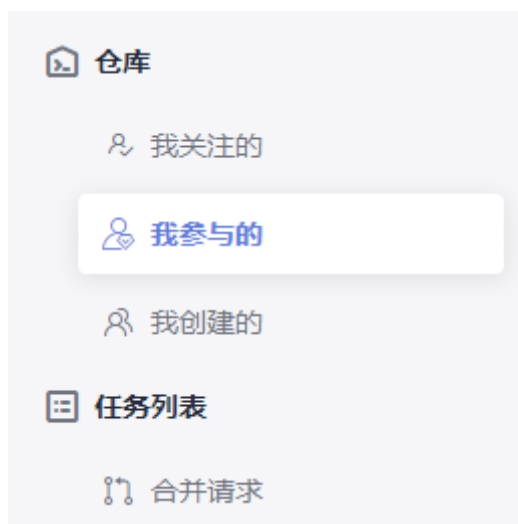 仓库
我关注的
我参与的
我创建的
任务列表
合并请求